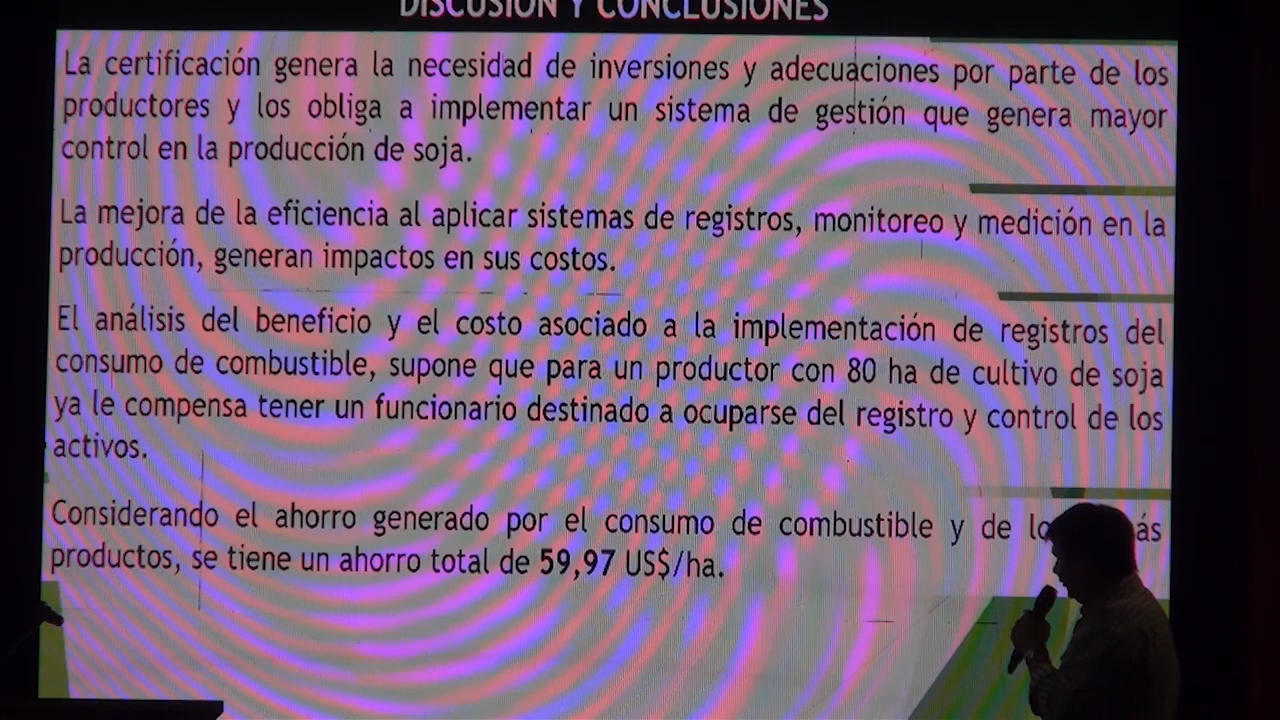 DISCUSIÓN Y CONCLUSIONES
La certificación genera la necesidad de inversiones y adecuaciones por parte de los
productores y los obliga a implementar un sistema de gestión que genera mayor
control en la producción de soja.
La mejora de la eficiencia al aplicar sistemas de registros, monitoreo y medición en la
producción, generan impactos en sus costos.
El análisis del beneficio y el costo asociado a la implementación de registros del
consumo de combustible, supone que para un productor con 80 ha de cultivo de soja
ya le compensa tener un funcionario destinado a ocuparse del registro y control de los
activos.
Considerando el ahorro generado por el consumo de combustible y de
productos, se tiene un ahorro total de 59,97 US$/ha.